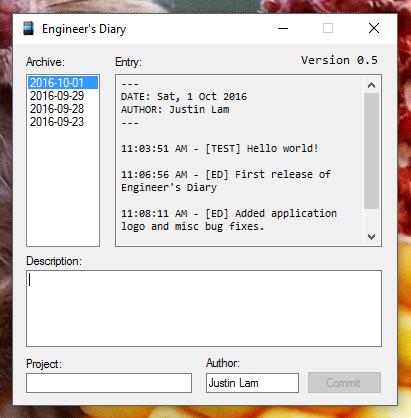 Engineer's Diary
Archive:
Entry:
Version 0.5
2016-10-01
2016-09-29
2016-09-28
2016-09-23
---
DATE: Sat, 1 Oct 2016
AUTHOR: Justin Lam
---
11:03:51 AM - [TEST] Hello world!
11:06:56 AM - [ED] First release of
Engineer's Diary
11:08:11 AM - [ED] Added application
logo and misc bug fixes.
Description:
Project:
Author:
Justin Lam
Commit